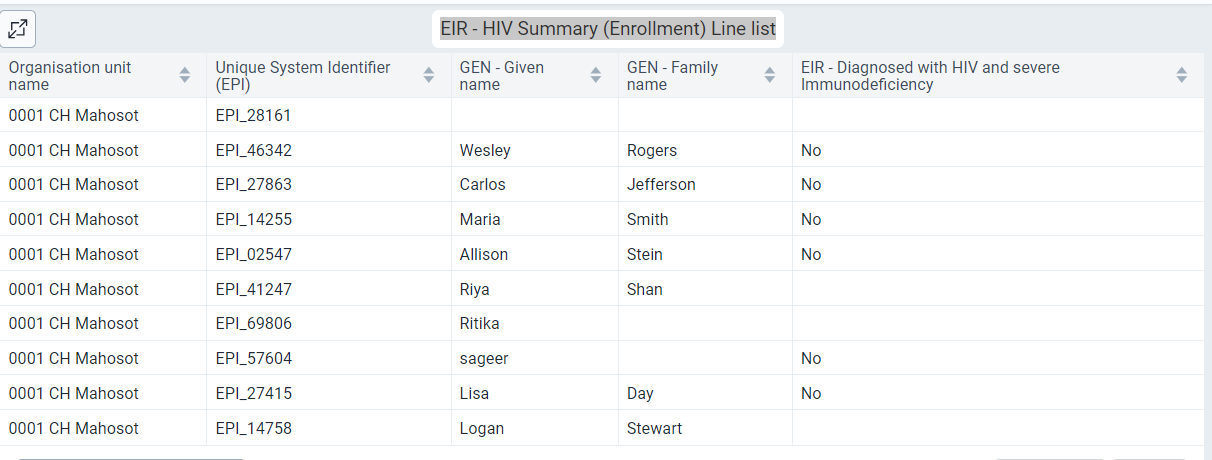 EIR - HIV Summary (Enrollment) Line list
Organisation unit name Unique System Identifier (EPI) GEN - Given name GEN - Family name EIR - Diagnosed with HIV and severe Immunodeficiency
0001 CH Mahosot EPI_28161
0001 CH Mahosot EPI_46342 Wesley Rogers No
0001 CH Mahosot EPI_27863 Carlos Jefferson No
0001 CH Mahosot EPI_14255 Maria Smith No
0001 CH Mahosot EPI_02547 Allison Stein No
0001 CH Mahosot EPI_41247 Riya Shan
0001 CH Mahosot EPI_69806 Ritika
0001 CH Mahosot EPI_57604 sageer No
0001 CH Mahosot EPI_27415 Lisa Day No
0001 CH Mahosot EPI_14758 Logan Stewart